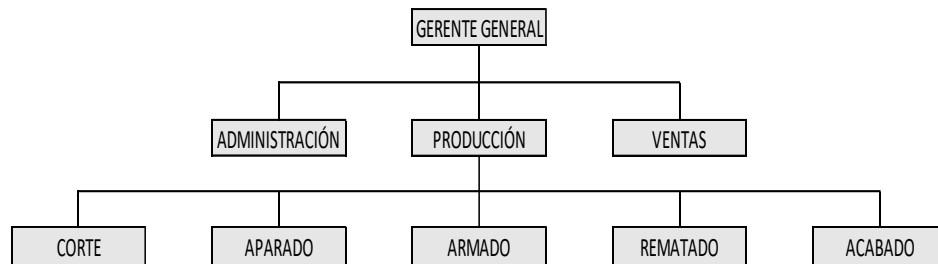 GERENTE GENERAL
ADMINISTRACIÓN
PRODUCCIÓN
VENTAS
CORTE
APARADO
ARMADO
REMATADO
ACABADO